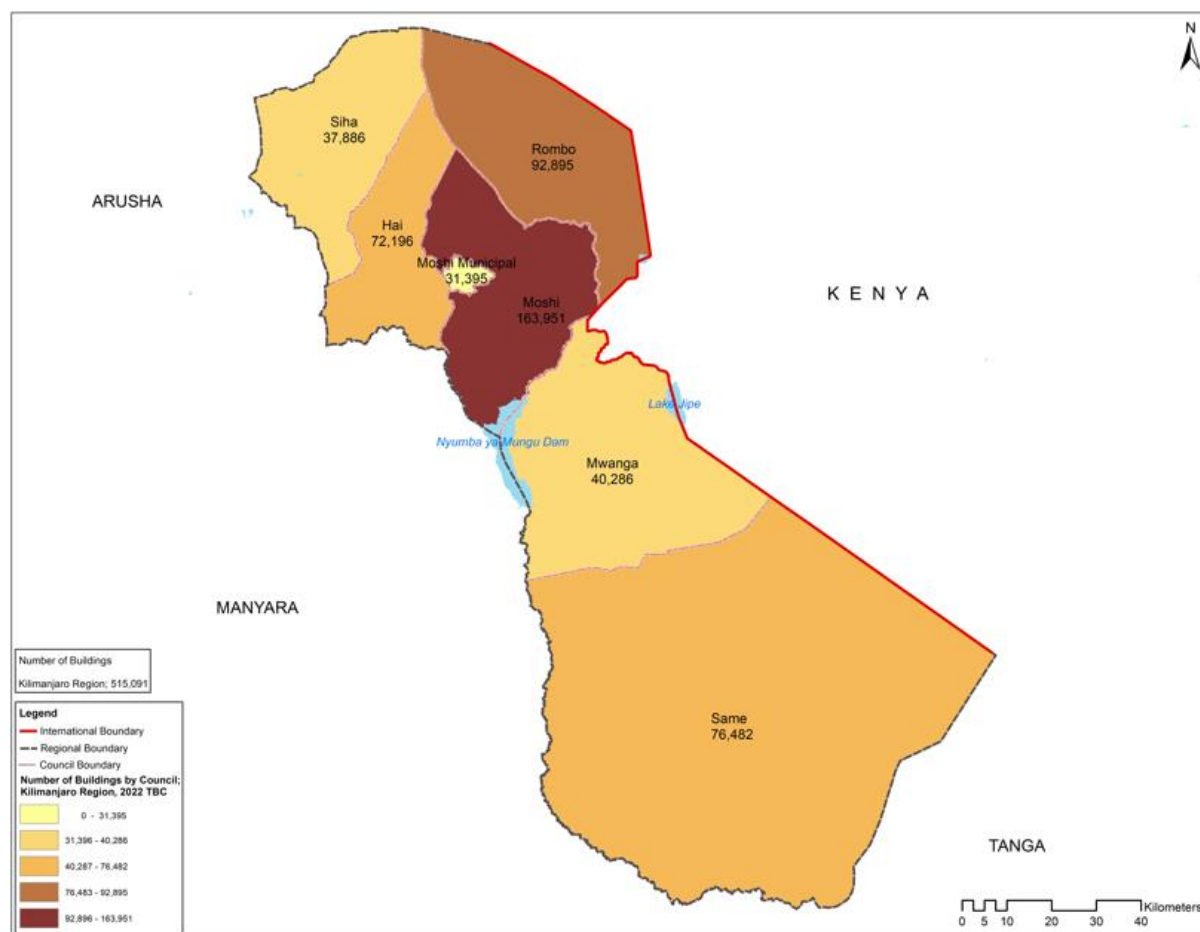 N
Siha
37,886
Rombo
92,895
ARUSHA
Hai
72,196
Moshi Municipal
31,395
KENYA
Moshi
163,951
Lake Jipe
Nyumba ya Mungu Dam
Mwanga
40,286
MANYARA
Number of Buildings
Kilimanjaro Region; 515,091
Same
76,482
Legend
International Boundary
Regional Boundary
Council Boundary
Number of Buildings by Council;
Kilimanjaro Region, 2022 TBC
0 - 31,395
31,396 - 40,286
40,287 - 76,482
76,483 - 92,895
92,896 - 163,951
TANGA
Kilometers
0 5 10 20 30 40